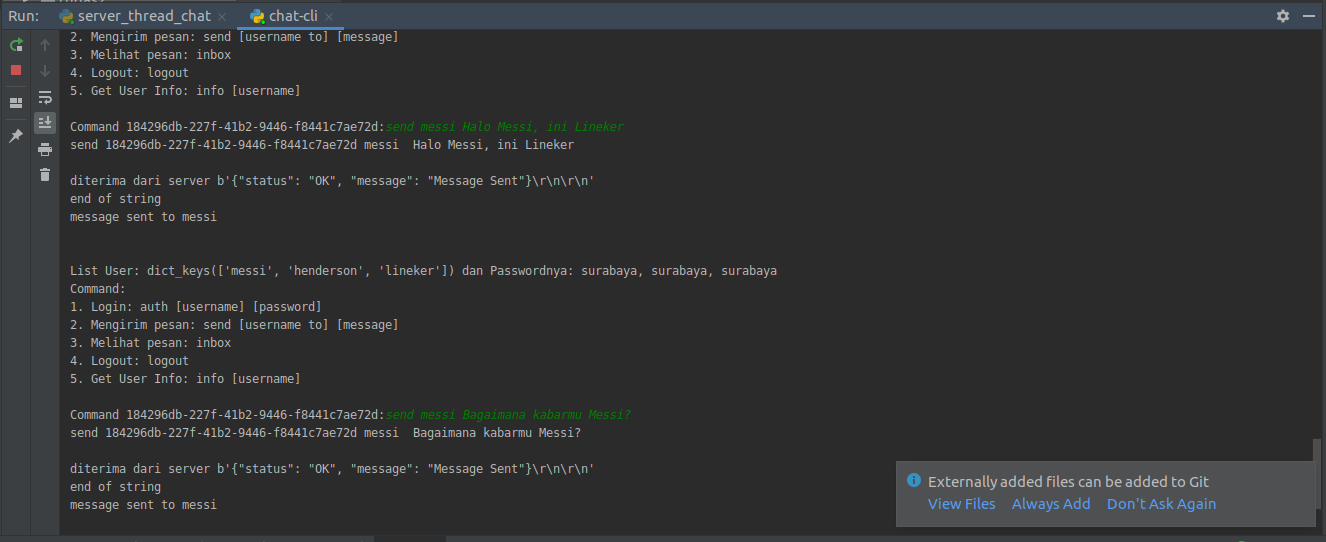 Run: server_thread_chat × chat-cli ×
2. Mengirim pesan: send [username to] [message]
3. Melihat pesan: inbox
4. Logout: logout
5. Get User Info: info [username]
Command 184296db-227f-41b2-9446-f8441c7ae72d:send messi Halo Messi, ini Lineker
send 184296db-227f-41b2-9446-f8441c7ae72d messi  Halo Messi, ini Lineker
diterima dari server b'{"status": "OK", "message": "Message Sent"}\r\n\r\n'
end of string
message sent to messi
List User: dict_keys(['messi', 'henderson', 'lineker']) dan Passwordnya: surabaya, surabaya, surabaya
Command:
1. Login: auth [username] [password]
2. Mengirim pesan: send [username to] [message]
3. Melihat pesan: inbox
4. Logout: logout
5. Get User Info: info [username]
Command 184296db-227f-41b2-9446-f8441c7ae72d:send messi Bagaimana kabarmu Messi?
send 184296db-227f-41b2-9446-f8441c7ae72d messi  Bagaimana kabarmu Messi?
diterima dari server b'{"status": "OK", "message": "Message Sent"}\r\n\r\n'
end of string
message sent to messi
Externally added files can be added to Git
View Files Always Add Don't Ask Again